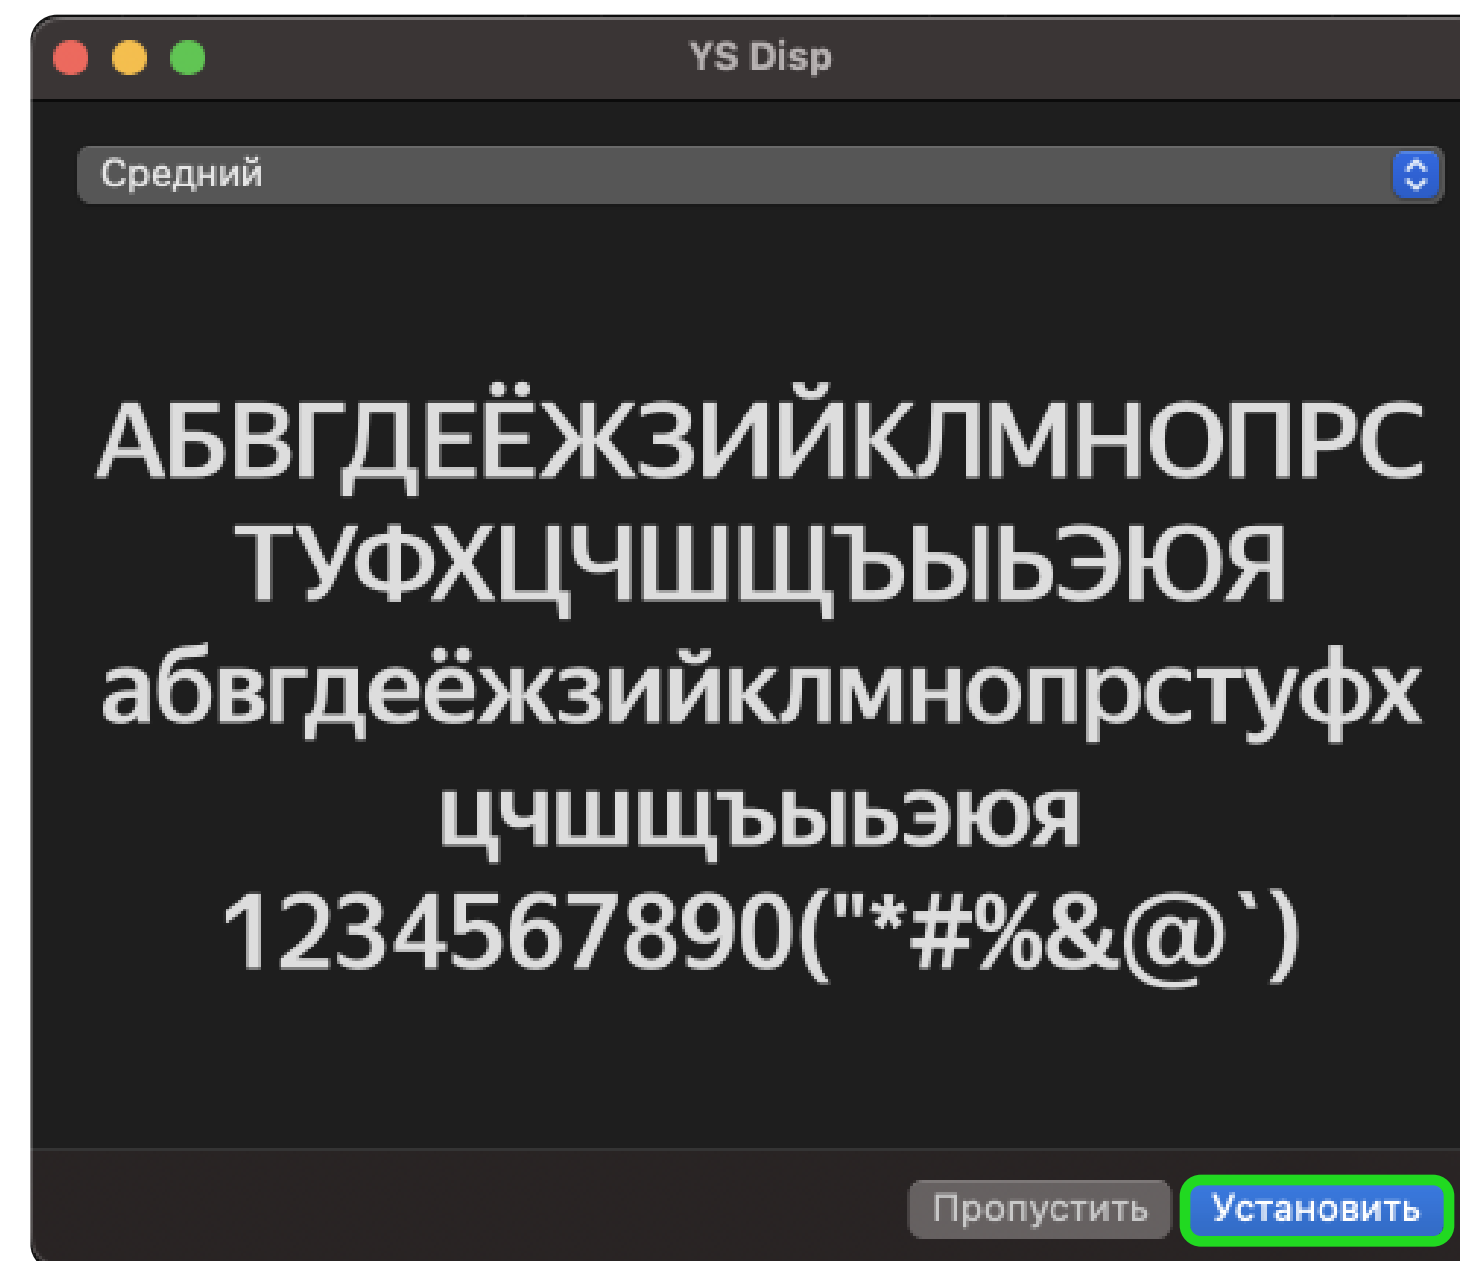 YS Disp
Средний
АБВГДЕЁЖЗИЙКЛМНОПРС
ТУФХЦЧШЩЪЫЬЭЮЯ
абвгдеёжзийклмнопрстуфх
цчшщъыьэюя
1234567890("*#%&@`)
Пропустить Установить